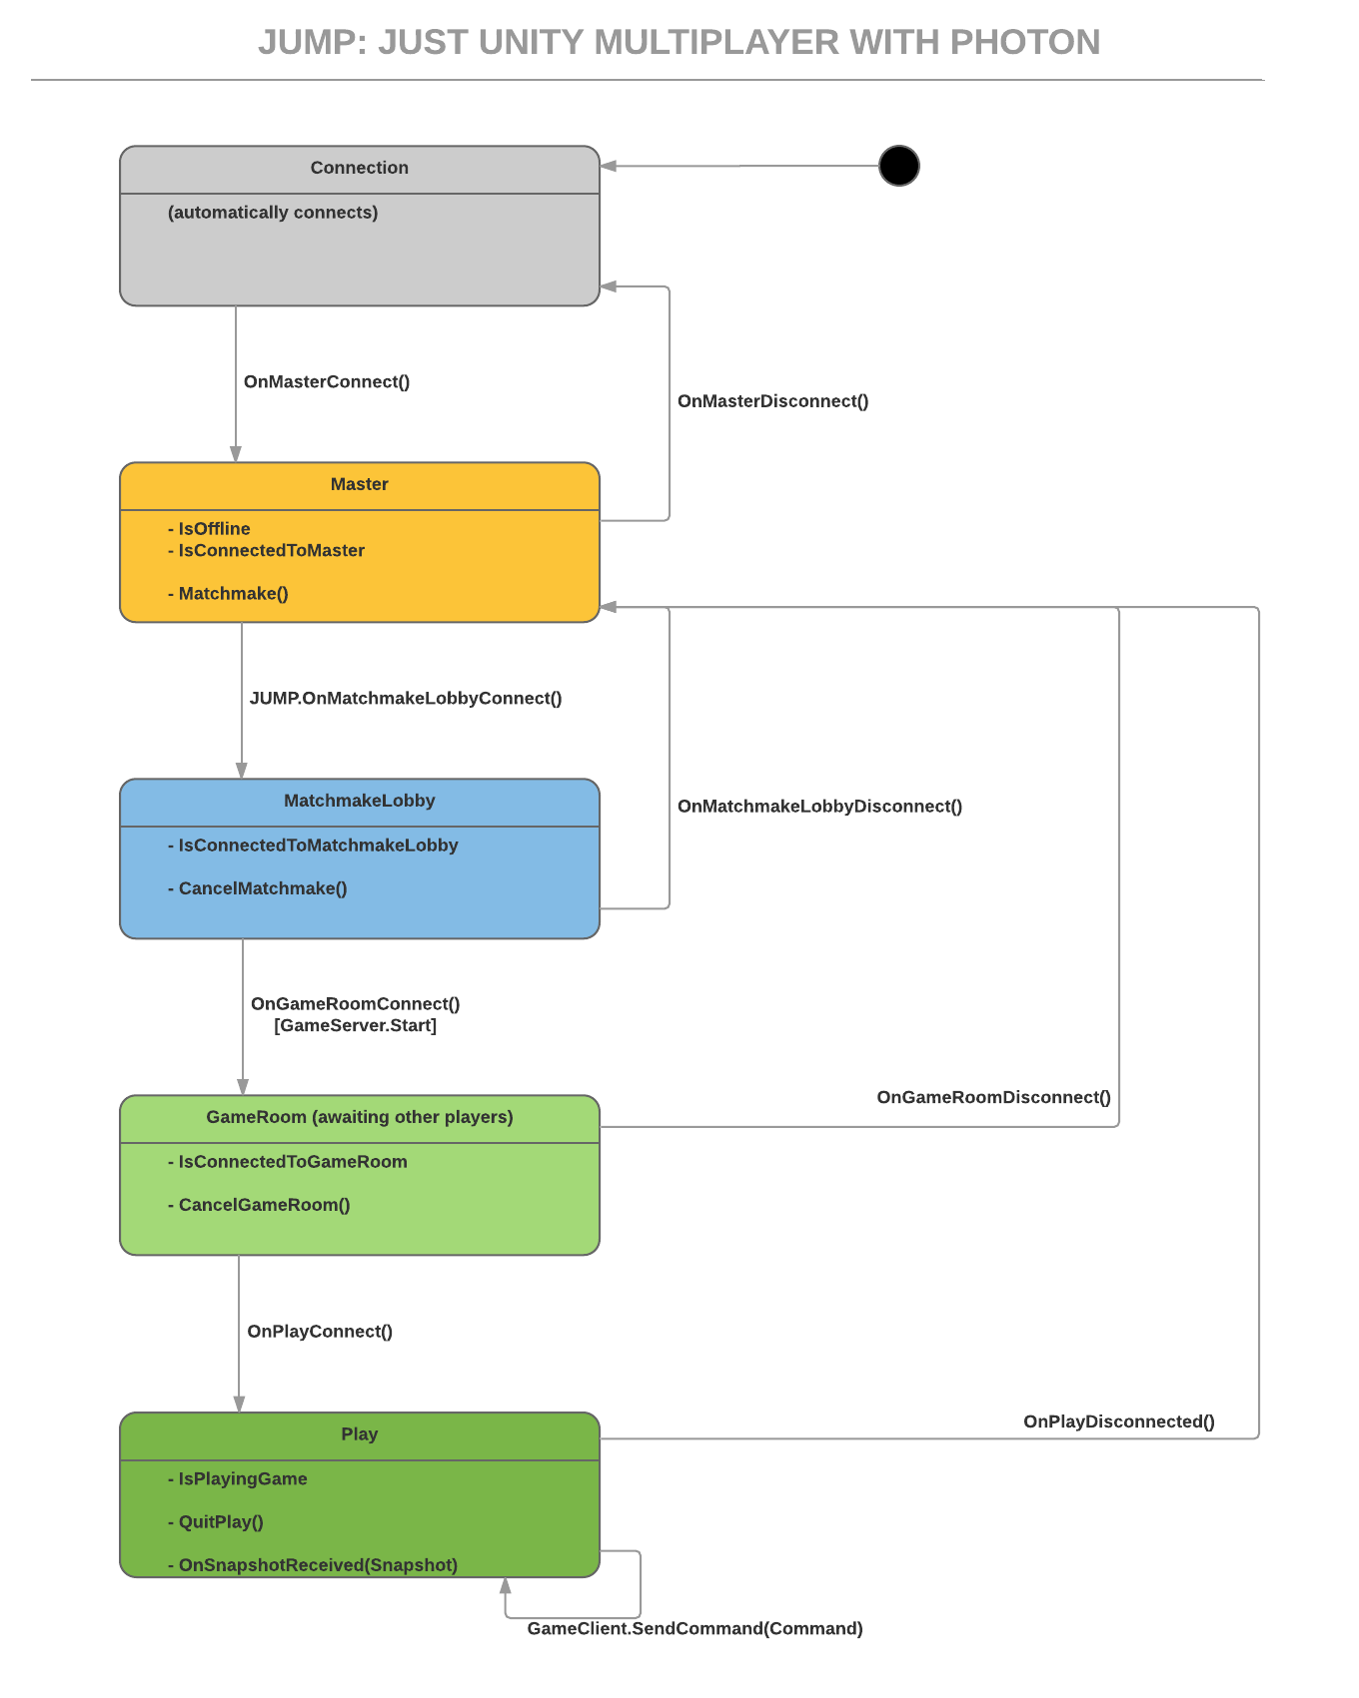 JUMP: JUST UNITY MULTIPLAYER WITH PHOTON
Connection
(automatically connects)
OnMasterConnect()
OnMasterDisconnect()
Master
- IsOffline
- IsConnectedToMaster
- Matchmake()
JUMP.OnMatchmakeLobbyConnect()
MatchmakeLobby
- IsConnectedToMatchmakeLobby
- CancelMatchmake()
OnMatchmakeLobbyDisconnect()
OnGameRoomConnect()
[GameServer.Start]
OnGameRoomDisconnect()
GameRoom (awaiting other players)
- IsConnectedToGameRoom
- CancelGameRoom()
OnPlayConnect()
OnPlayDisconnected()
Play
- IsPlayingGame
- QuitPlay()
- OnSnapshotReceived(Snapshot)
GameClient.SendCommand(Command)